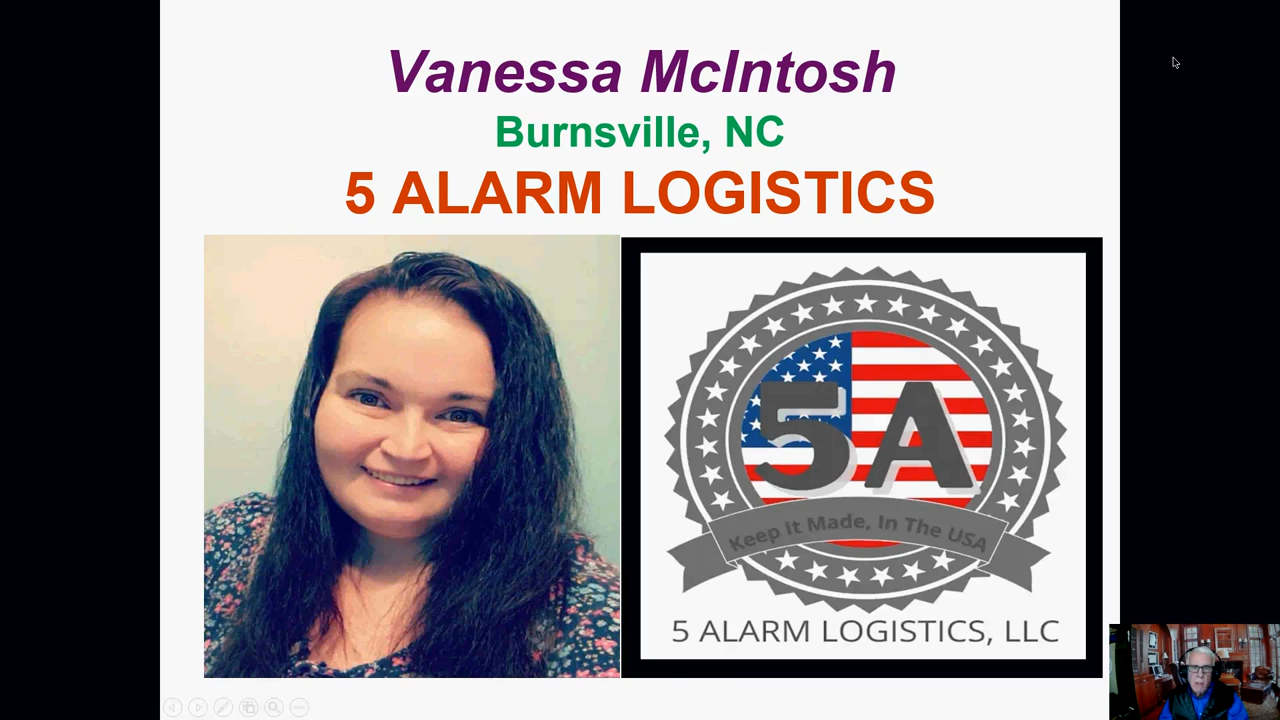 Vanessa McIntosh
Burnsville, NC
5 ALARM LOGISTICS
5A
Keep It Made, In The USA
5 ALARM LOGISTICS, LLC